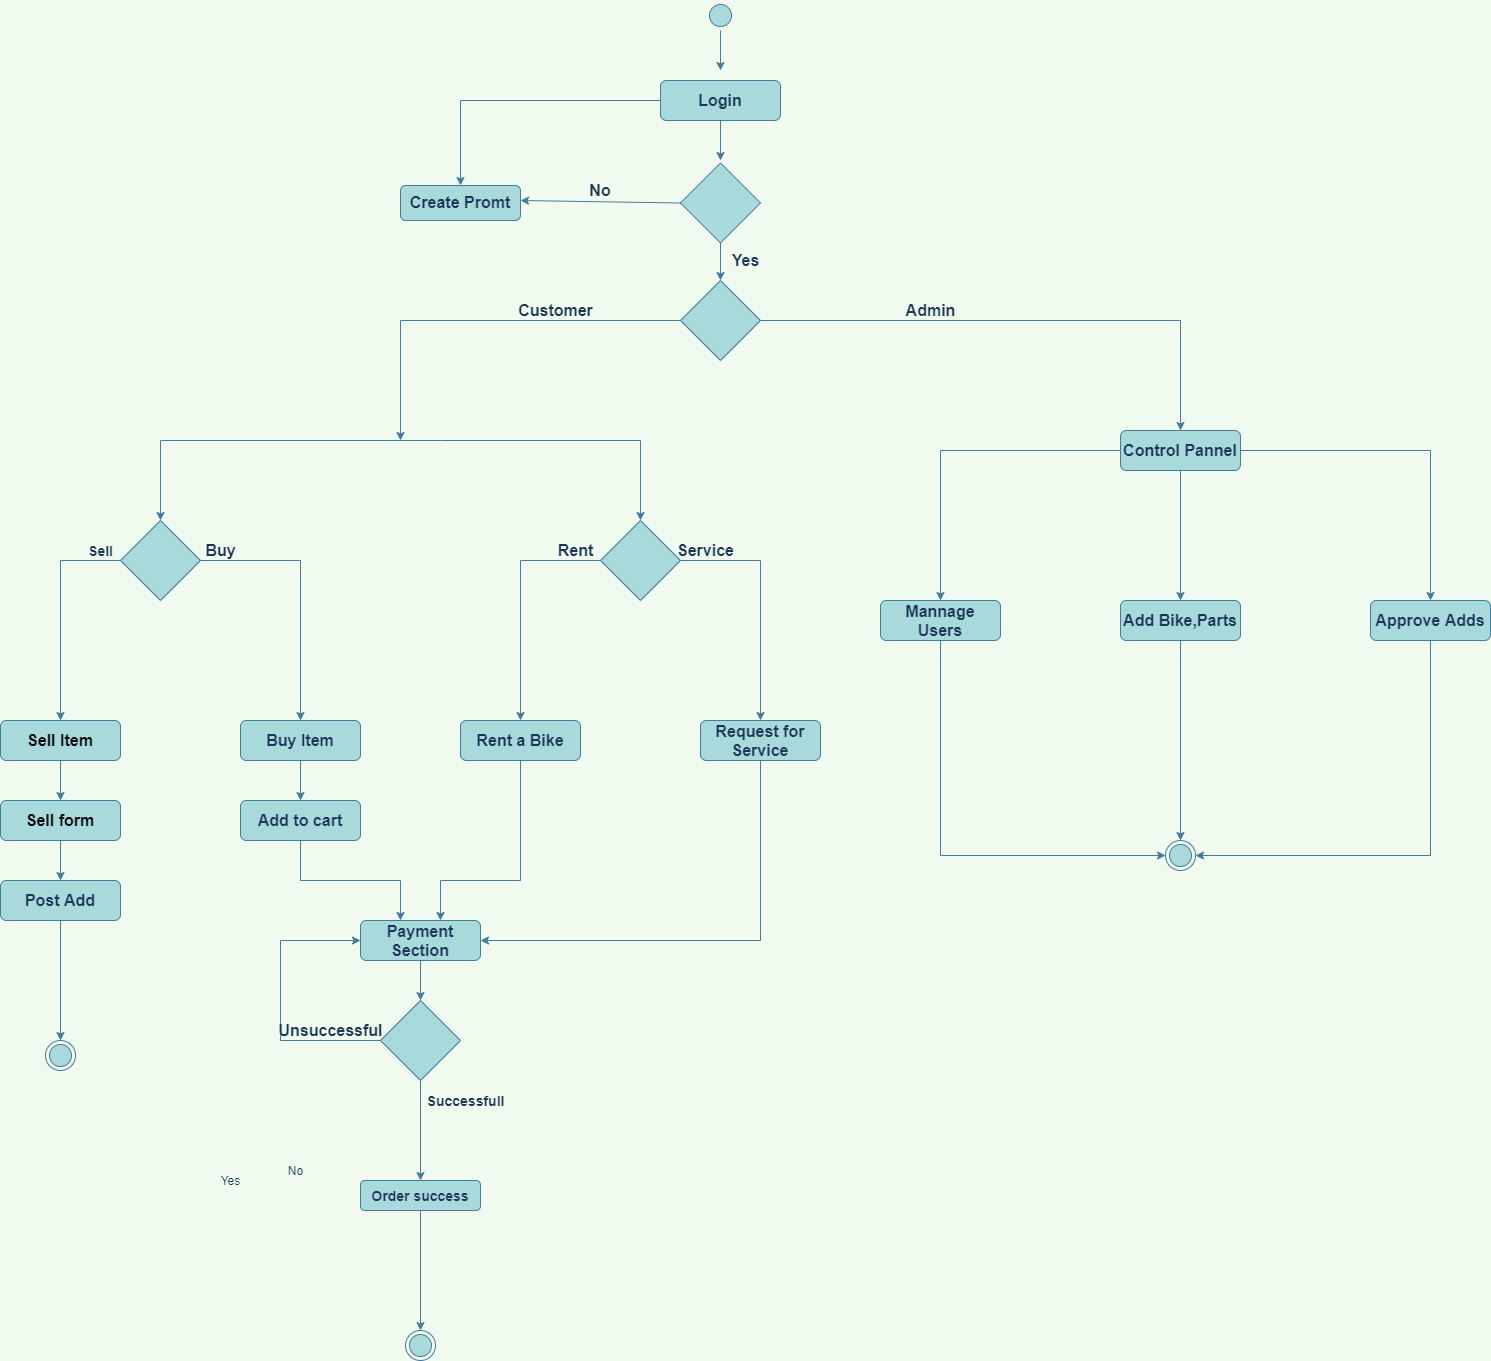 Login
Create Promt
No
Yes
Customer
Admin
Control Pannel
Sell
Buy
Rent
Service
Mannage
Users
Add Bike,Parts
Approve Adds
Sell Item
Buy Item
Rent a Bike
Request for
Service
Sell form
Add to cart
Post Add
Payment
Section
Unsuccessful
Successfull
Yes
No
Order success